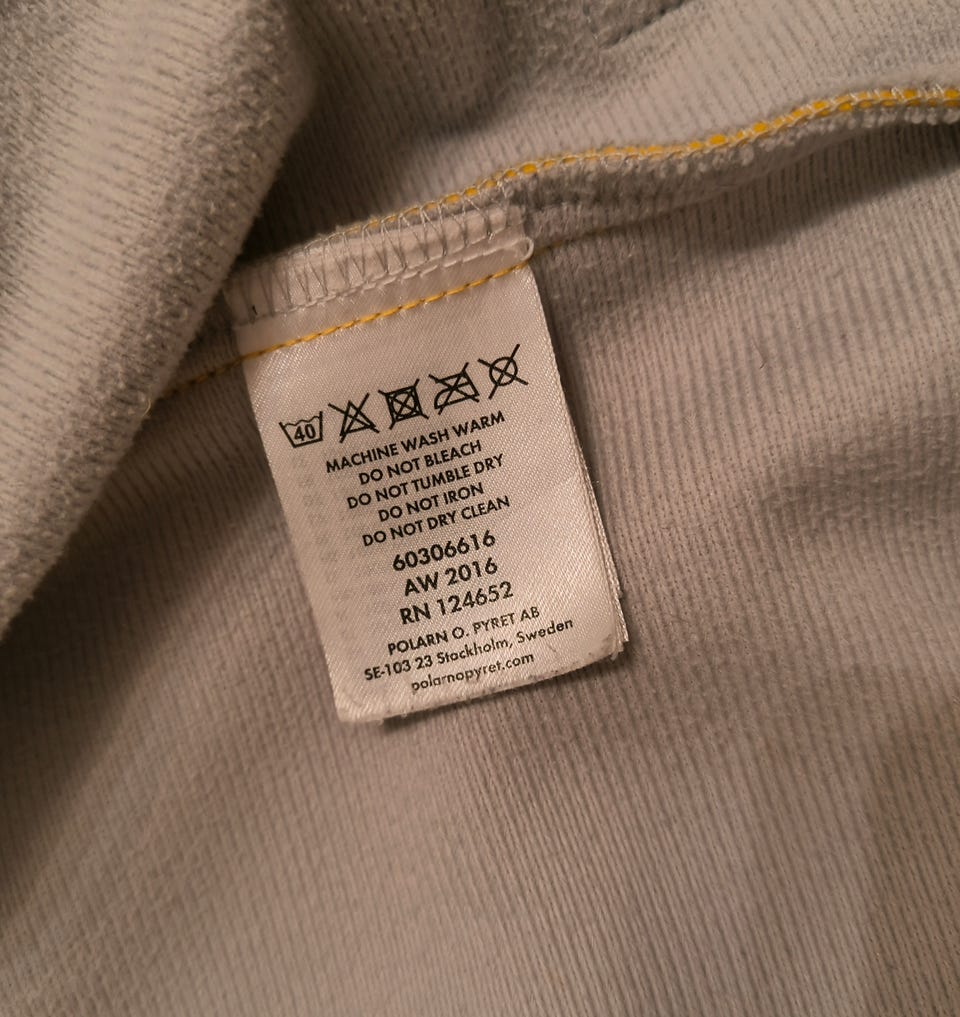 40
MACHINE WASH WARM
DO NOT BLEACH
DO NOT TUMBLE DRY
DO NOT IRON
DO NOT DRY CLEAN
60306616
AW 2016
RN 124652
POLARN O. PYRET AB
SE-103 23 Stockholm, Sweden
polarnopyret.com